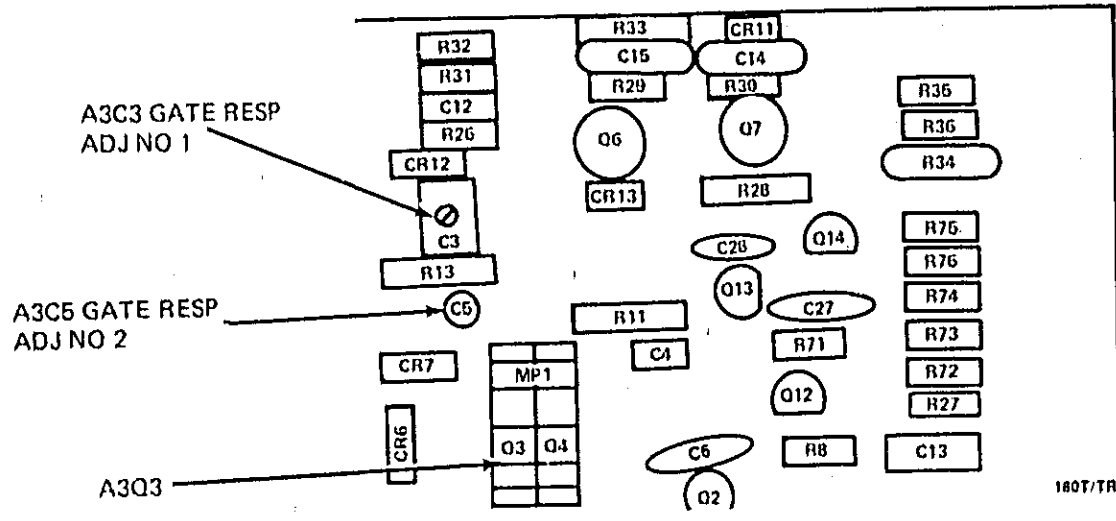 R33
CR11
R32
C15
C14
R31
R29
R30
R35
C12
A3C3 GATE RESP
ADJ NO 1
R26
Q6
Q7
R36
CR12
R34
CR13
R28
C3
Q14
R75
C28
R13
R76
Q13
A3C5 GATE RESP
ADJ NO 2
C5
R74
C27
R11
R73
C4
R71
CR7
MP1
R72
Q12
R27
CR6
Q3
Q4
C6
R8
C13
A3Q3
Q2
180T/TR